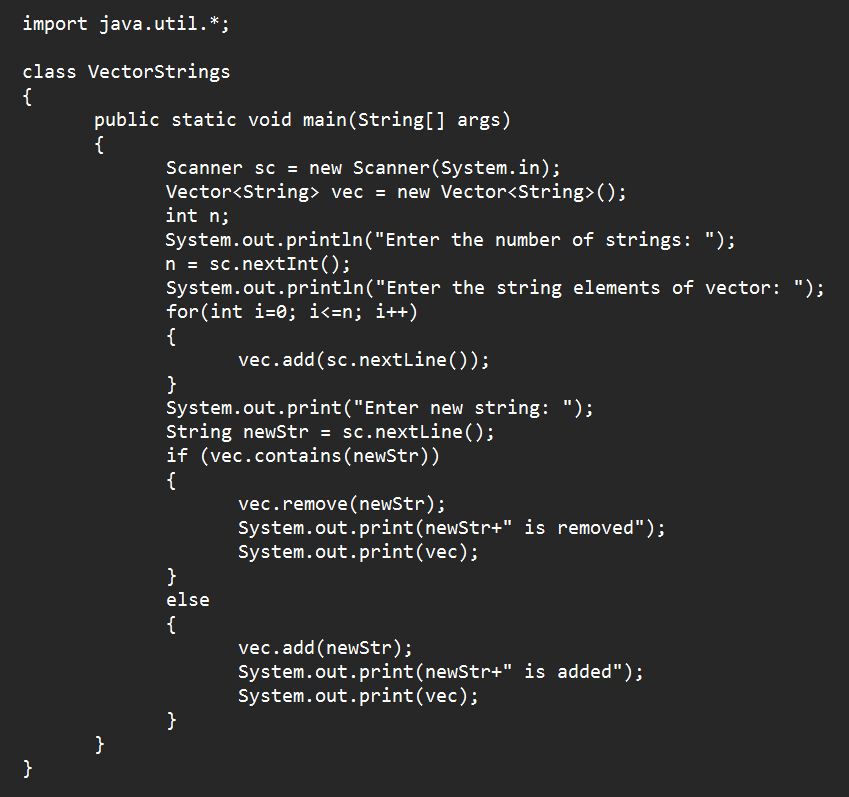 import java.util.*;

class VectorStrings
{
        public static void main(String[] args)
        {
                Scanner sc = new Scanner(System.in);
                Vector<String> vec = new Vector<String>();
                int n;
                System.out.println("Enter the number of strings: ");
                n = sc.nextInt();
                System.out.println("Enter the string elements of vector: ");
                for(int i=0; i<=n; i++)
                {
                        vec.add(sc.nextLine());
                }
                System.out.print("Enter new string: ");
                String newStr = sc.nextLine();
                if (vec.contains(newStr))
                {
                        vec.remove(newStr);
                        System.out.print(newStr+" is removed");
                        System.out.print(vec);
                }
                else
                {
                        vec.add(newStr);
                        System.out.print(newStr+" is added");
                        System.out.print(vec);
                }
        }
}